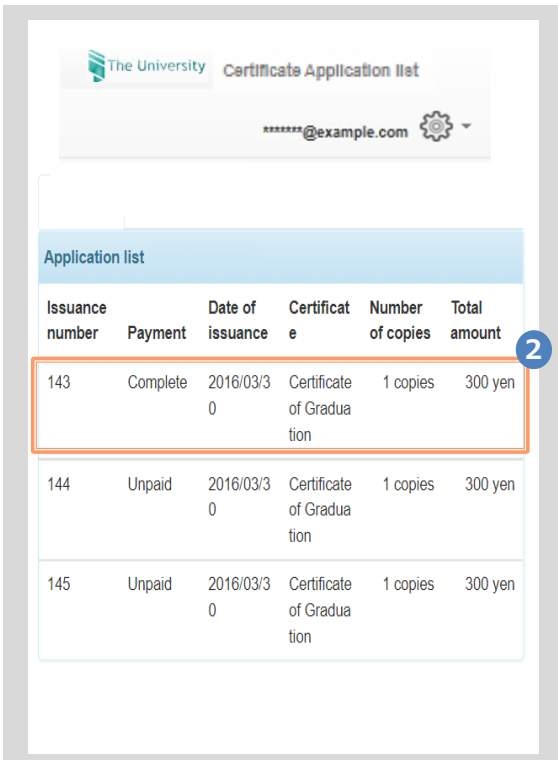 The University Certificate Application list
*******@example.com
Application list
Issuance number Payment Date of issuance Certificat e Number of copies Total amount
2
143 Complete 2016/03/3 0 Certificate of Gradua tion 1 copies 300 yen
144 Unpaid 2016/03/3 0 Certificate of Gradua tion 1 copies 300 yen
145 Unpaid 2016/03/3 0 Certificate of Gradua tion 1 copies 300 yen